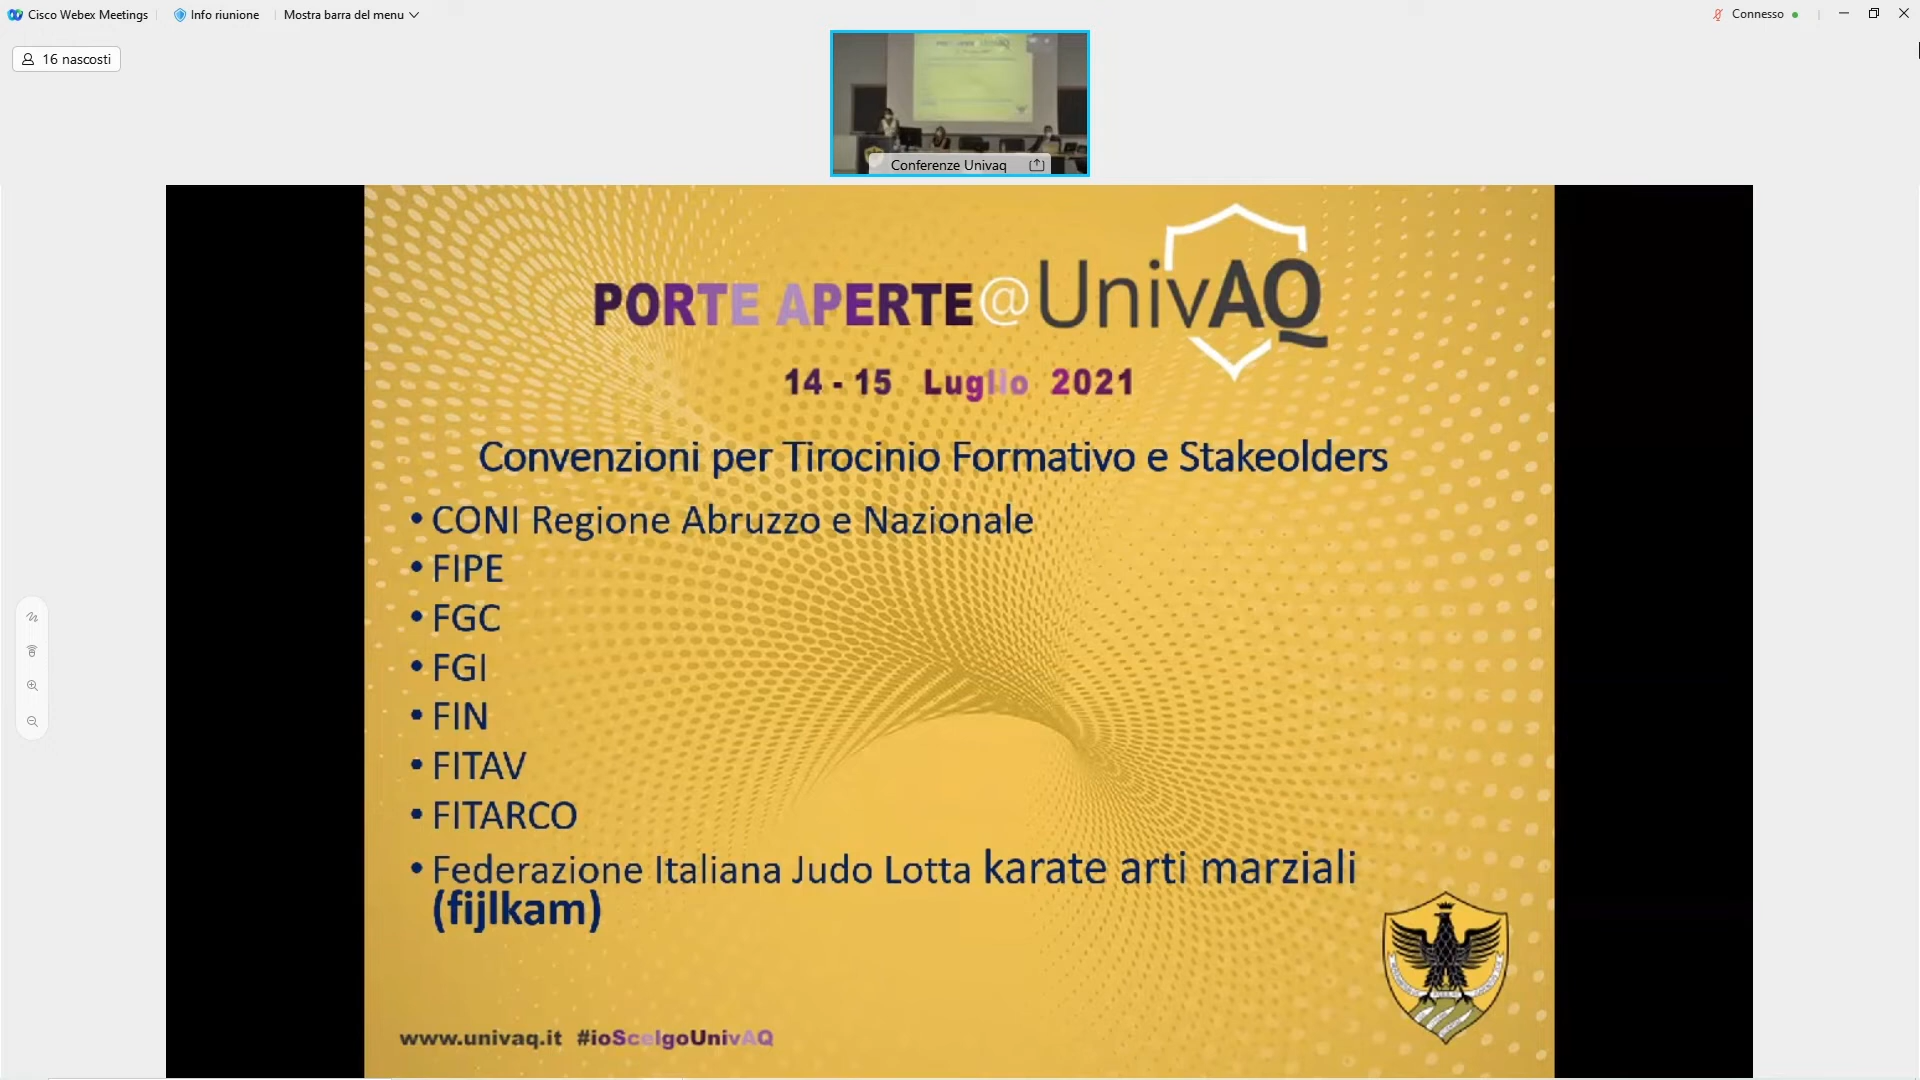 Cisco Webex Meetings
Info riunione
Mostra barra del menu
Connesso
16 nascosti
Conferenze Univaq
PORTE APERTE@UnivAQ
14 - 15 Luglio 2021
Convenzioni per Tirocinio Formativo e Stakeolders
• CONI Regione Abruzzo e Nazionale
• FIPE
• FGC
• FGI
• FIN
• FITAV
• FITARCO
• Federazione Italiana Judo Lotta karate arti marziali
(fijlkam)
www.univaq.it #ioScelgoUnivAQ